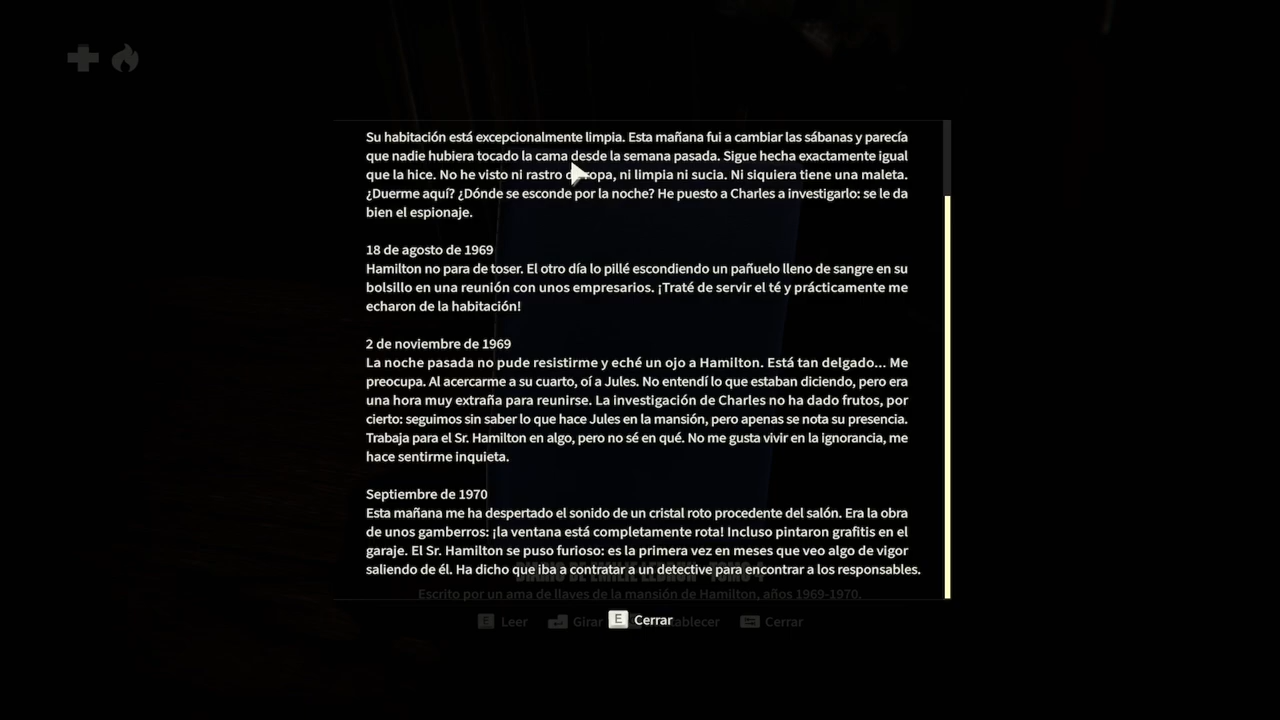 Su habitación está excepcionalmente limpia. Esta mañana fui a cambiar las sábanas y parecía
que nadie hubiera tocado la cama desde la semana pasada. Sigue hecha exactamente igual
que la hice. No he visto ni rastro de ropa, ni limpia ni sucia. Ni siquiera tiene una maleta.
¿Duerme aquí? ¿Dónde se esconde por la noche? He puesto a Charles a investigarlo: se le da
bien el espionaje.
18 de agosto de 1969
Hamilton no para de toser. El otro día lo pillé escondiendo un pañuelo lleno de sangre en su
bolsillo en una reunión con unos empresarios. ¡Traté de servir el té y prácticamente me
echaron de la habitación!
2 de noviembre de 1969
La noche pasada no pude resistirme y eché un ojo a Hamilton. Está tan delgado... Me
preocupa. Al acercarme a su cuarto, oí a Jules. No entendí lo que estaban diciendo, pero era
una hora muy extraña para reunirse. La investigación de Charles no ha dado frutos, por
cierto: seguimos sin saber lo que hace Jules en la mansión, pero apenas se nota su presencia.
Trabaja para el Sr. Hamilton en algo, pero no sé en qué. No me gusta vivir en la ignorancia, me
hace sentirme inquieta.
Septiembre de 1970
Esta mañana me ha despertado el sonido de un cristal roto procedente del salón. Era la obra
de unos gamberros: ¡la ventana está completamente rota! Incluso pintaron grafitis en el
garaje. El Sr. Hamilton se puso furioso: es la primera vez en meses que veo algo de vigor
saliendo de él. Ha dicho que iba a contratar a un detective para encontrar a los responsables.
DIARIO DE EMILIE LEBRUN - TOMO 4
Escrito por un ama de llaves de la mansión de Hamilton, años 1969-1970.
E Leer Girar E Cerrar Cerrar